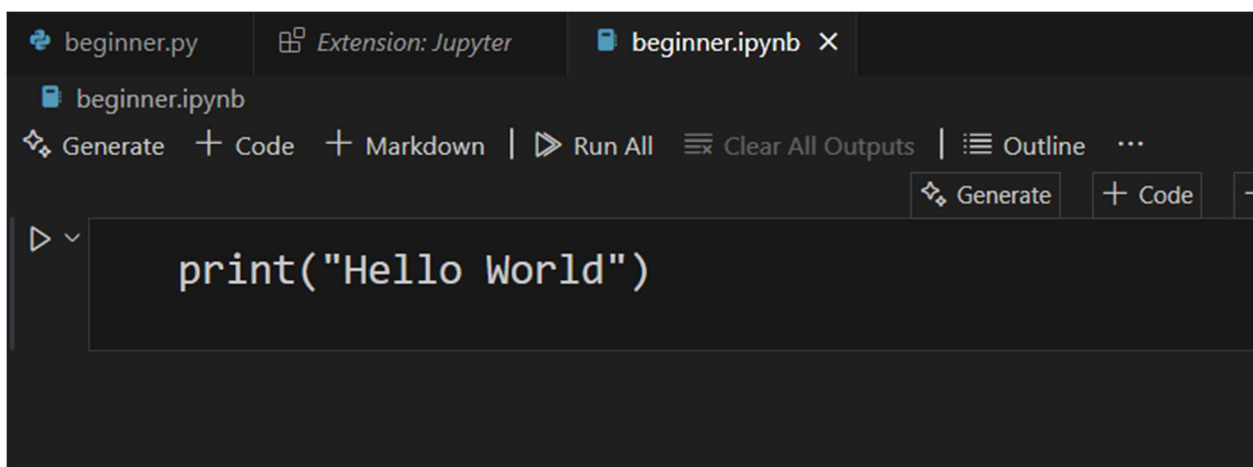 beginner.py Extension: Jupyter beginner.ipynb
beginner.ipynb
Generate + Code + Markdown | Run All Clear All Outputs | Outline ...
Generate + Code
print("Hello World")